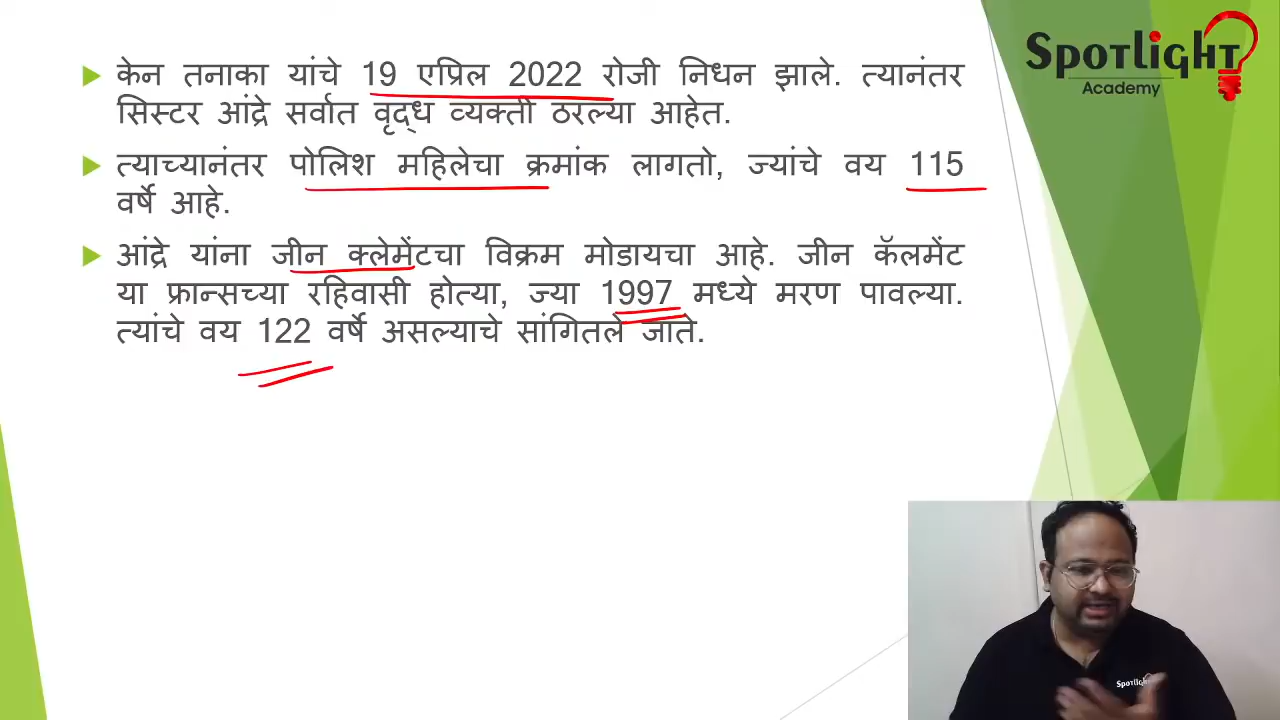 SPOTLIGHT
Academy
केन तनाका यांचे 19 एप्रिल 2022 रोजी निधन झाले. त्यानंतर
सिस्टर आंद्रे सर्वात वृद्ध व्यक्ती ठरल्या आहेत.
त्याच्यानंतर पोलिश महिलेचा क्रमांक लागतो, ज्यांचे वय 115
वर्षे आहे.
आंद्रे यांना जीन क्लेमेंटचा विक्रम मोडायचा आहे. जीन कॅलमेंट
या फ्रान्सच्या रहिवासी होत्या, ज्या 1997 मध्ये मरण पावल्या.
त्यांचे वय 122 वर्षे असल्याचे सांगितले जाते.
SPOTLIGHT